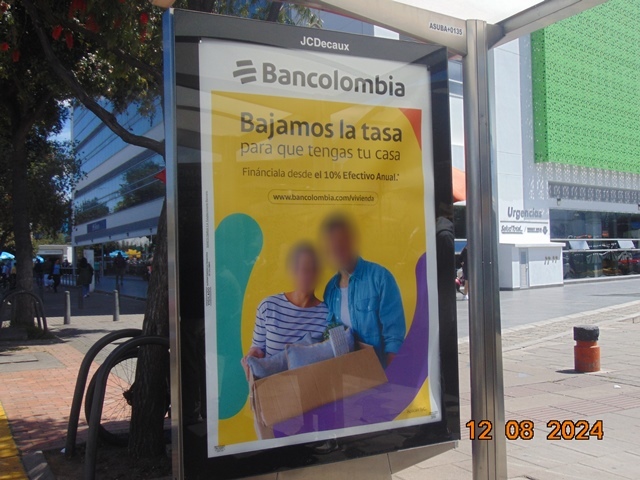 ASUBA+0135
JCDecaux
Bancolombia
Bajamos la tasa
para que tengas tu casa
Fináncíala desde el 10% Efectivo Anual.*
www.bancolombia.com/vivienda
Urgencias
12 08 2024